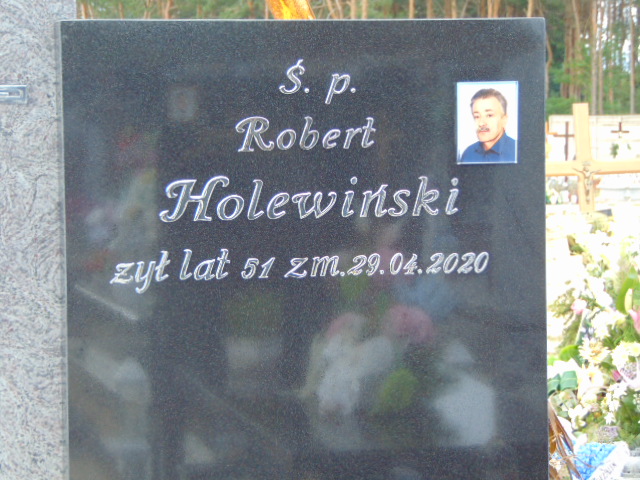 Ś. p.
Robert
Holewiński
żył lat 51 zm.29.04.2020